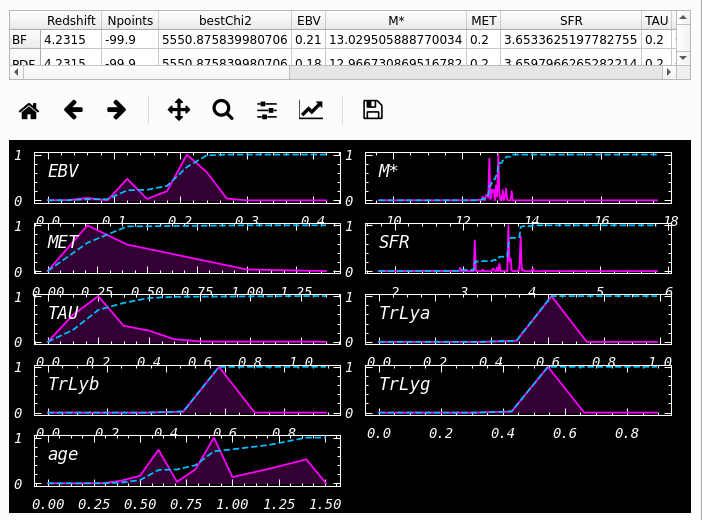 Redshift Npoints bestChi2 EBV M* MET SFR TAU
BF 4.2315 -99.9 5550.875839980706 0.21 13.029505888770034 0.2 3.6533625197782755 0.2
PDF 4.2315 -99.9 5550.875839980706 0.18 12.966730869516782 0.2 3.6597966265282214 0.2
1 EBV 1 M*
0 0
0.0 0.1 0.2 0.3 0.4 10 12 14 16 18
1 MET 1 SFR
0 0
0.00 0.25 0.50 0.75 1.00 1.25 2 3 4 5 6
1 TAU 1 TrLya
0 0
0.0 0.2 0.4 0.6 0.8 1.0 0.0 0.2 0.4 0.6 0.8 1.0
1 TrLyb 1 TrLyg
0 0
0.0 0.2 0.4 0.6 0.8 0.0 0.2 0.4 0.6 0.8
1 age
0
0.00 0.25 0.50 0.75 1.00 1.25 1.50